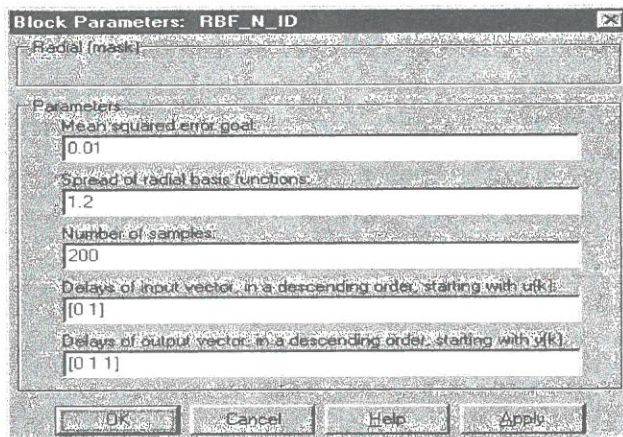 Block Parameters: RBF_N_ID
Radial (mask)
Parameters
Mean squared error goal:
0.01
Spread of radial basis functions:
1.2
Number of samples:
200
Delays of input vector, in a descending order, starting with u[k]:
[0 1]
Delays of output vector, in a descending order, starting with y[k]:
[0 1 1]
OK
Cancel
Help
Apply